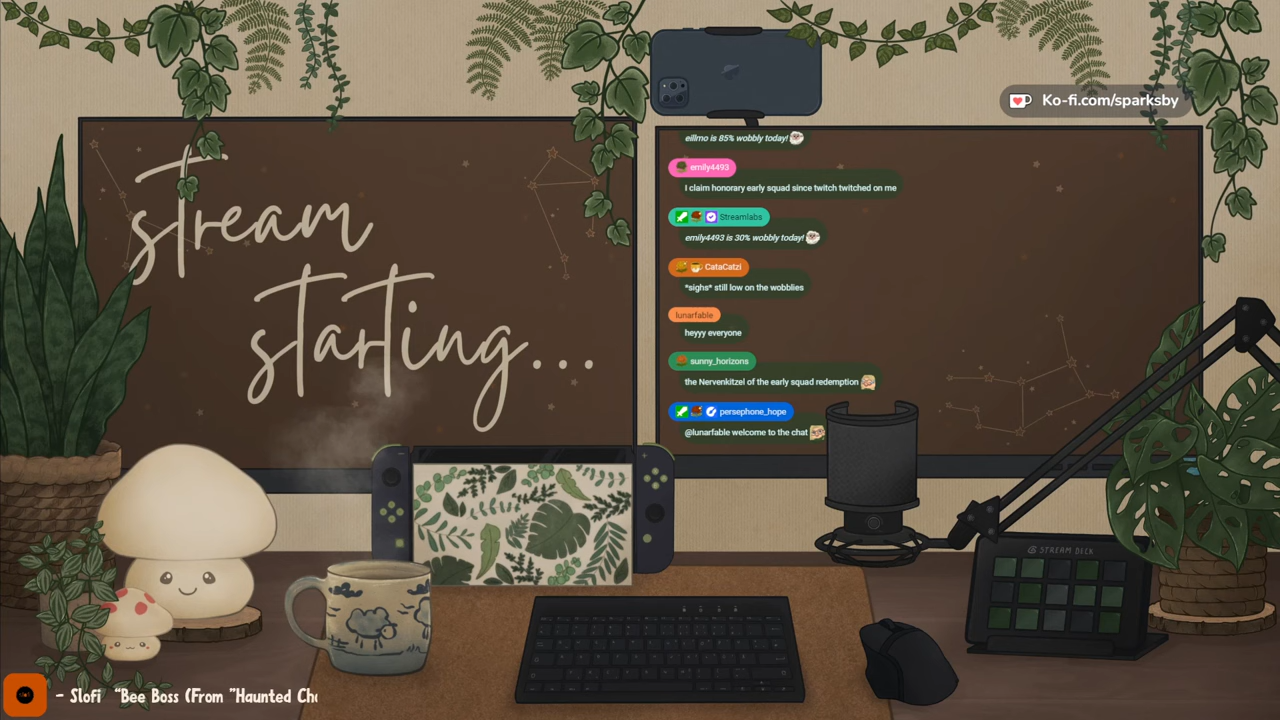 Ko-fi.com/sparksby
stream
starting...
eillmo is 85% wobbly today!
emily4493
I claim honorary early squad since twitch twitched on me
Streamlabs
emily4493 is 30% wobbly today!
CataCatzi
*sighs* still low on the wobblies
lunarfable
heyyy everyone
sunny_horizons
the Nervenkitzel of the early squad redemption
persephone_hope
@lunarfable welcome to the chat
STREAM DECK
- Slofi "Bee Boss (From "Haunted Ch